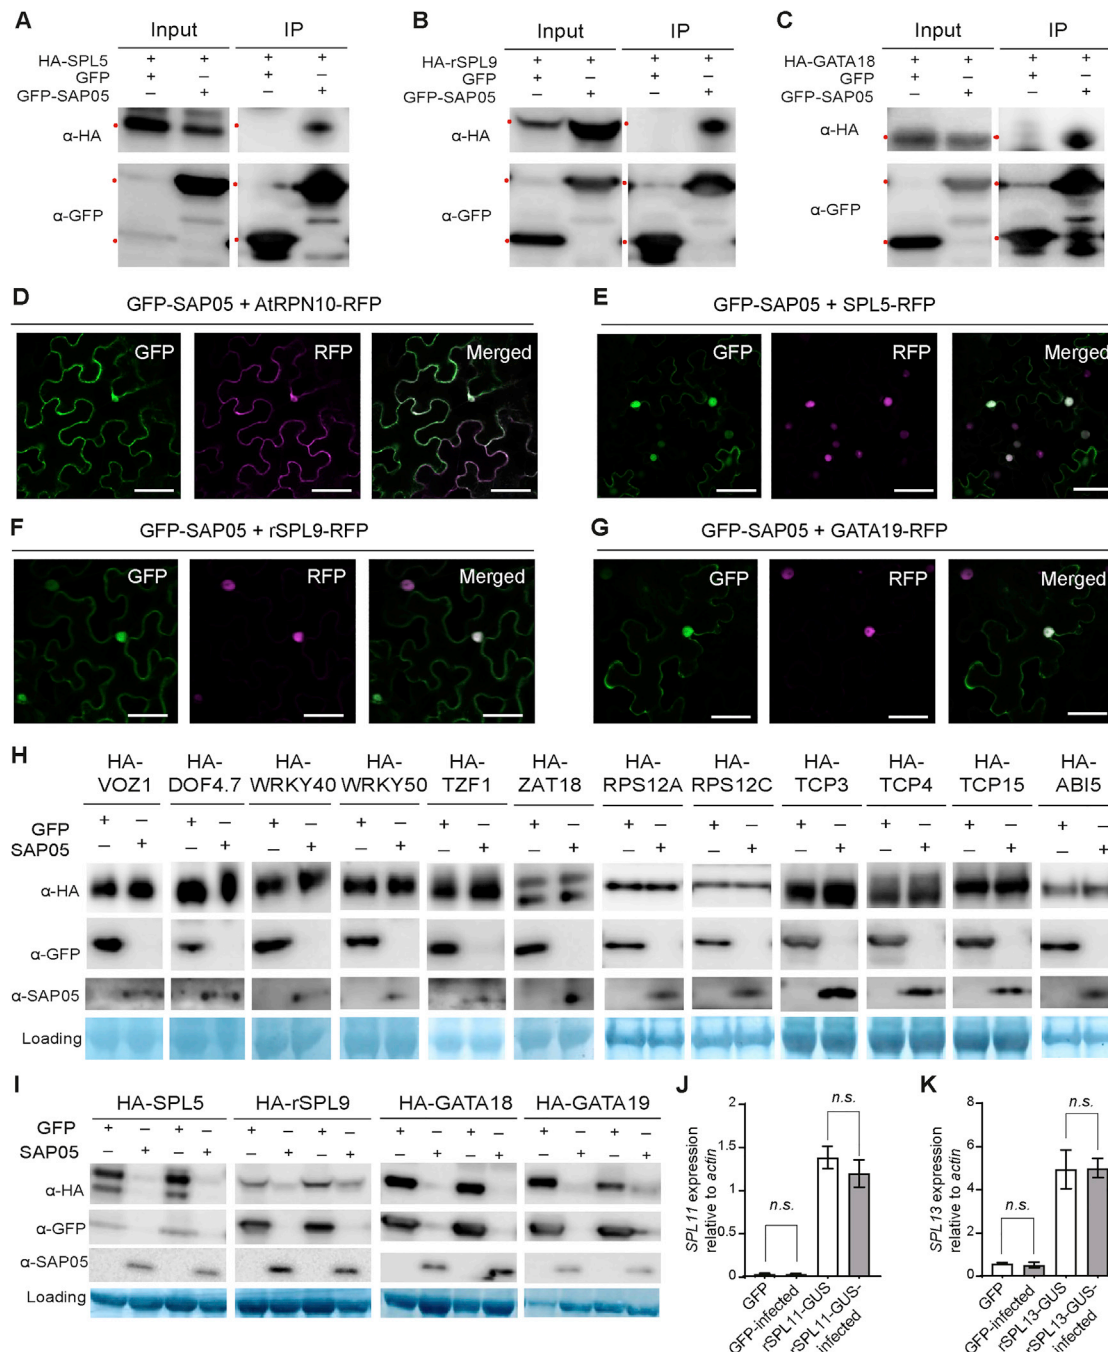 A
Input IP
HA-SPL5 + + + +
GFP + – + –
GFP-SAP05 – + – +
α-HA
α-GFP
B
Input IP
HA-rSPL9 + + + +
GFP + – + –
GFP-SAP05 – + – +
α-HA
α-GFP
C
Input IP
HA-GATA18 + + + +
GFP + – + –
GFP-SAP05 – + – +
α-HA
α-GFP
D
GFP-SAP05 + AtRPN10-RFP
GFP RFP Merged
E
GFP-SAP05 + SPL5-RFP
GFP RFP Merged
F
GFP-SAP05 + rSPL9-RFP
GFP RFP Merged
G
GFP-SAP05 + GATA19-RFP
GFP RFP Merged
H
HA- HA- HA- HA- HA- HA- HA- HA- HA- HA- HA- HA-
VOZ1 DOF4.7 WRKY40 WRKY50 TZF1 ZAT18 RPS12A RPS12C TCP3 TCP4 TCP15 ABI5
GFP + – + – + – + – + – + – + – + – + – + – + – + –
SAP05 – + – + – + – + – + – + – + – + – + – + – + – +
α-HA
α-GFP
α-SAP05
Loading
I
HA-SPL5 HA-rSPL9 HA-GATA18 HA-GATA19
GFP + – + – + – + – + – + – + – + –
SAP05 – + – + – + – + – + – + – + – +
α-HA
α-GFP
α-SAP05
Loading
J
SPL11 expression
relative to actin
2
1.5
1
0.5
0
n.s.
n.s.
GFP
GFP-infected
rSPL11-GUS
rSPL11-GUS-
infected
K
SPL13 expression
relative to actin
8
6
4
2
0
n.s.
n.s.
GFP
GFP-infected
rSPL13-GUS
rSPL13-GUS-
infected